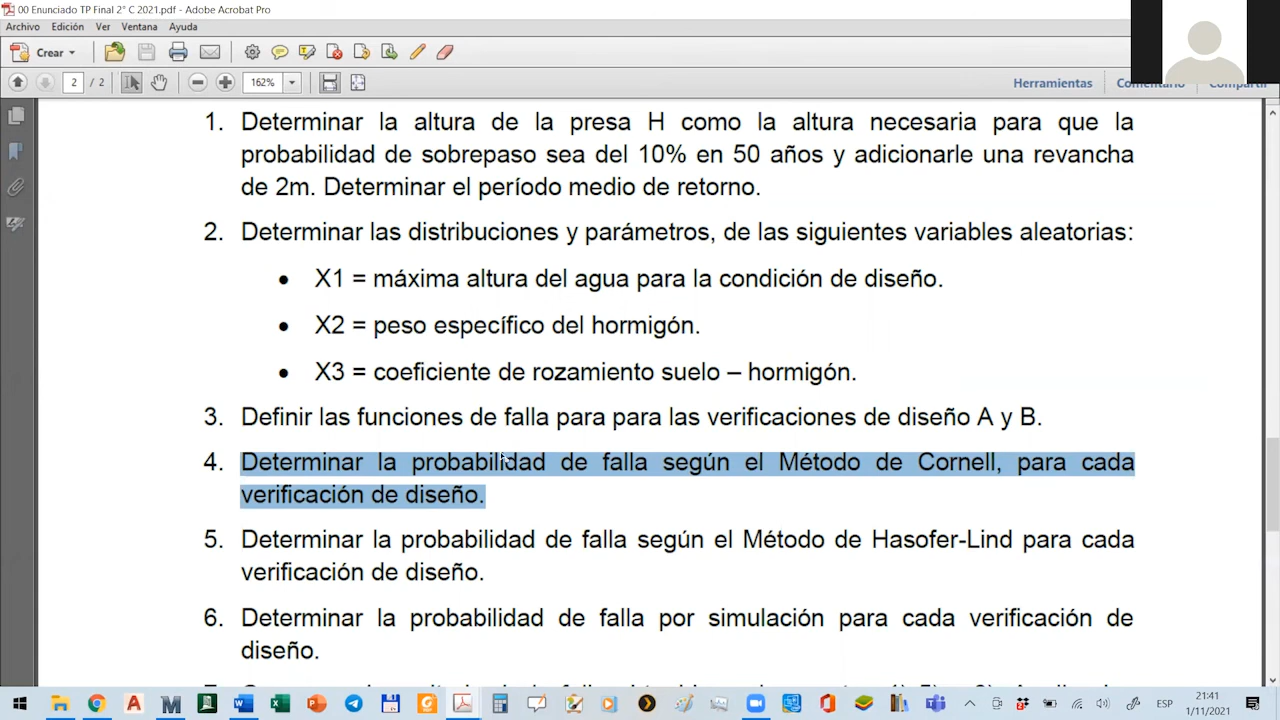 00 Enunciado TP Final 2° C 2021.pdf - Adobe Acrobat Pro
Archivo Edición Ver Ventana Ayuda
Crear
2 / 2 162% Herramientas
1. Determinar la altura de la presa H como la altura necesaria para que la
probabilidad de sobrepaso sea del 10% en 50 años y adicionarle una revancha
de 2m. Determinar el período medio de retorno.
2. Determinar las distribuciones y parámetros, de las siguientes variables aleatorias:
• X1 = máxima altura del agua para la condición de diseño.
• X2 = peso específico del hormigón.
• X3 = coeficiente de rozamiento suelo – hormigón.
3. Definir las funciones de falla para para las verificaciones de diseño A y B.
4. Determinar la probabilidad de falla según el Método de Cornell, para cada
verificación de diseño.
5. Determinar la probabilidad de falla según el Método de Hasofer-Lind para cada
verificación de diseño.
6. Determinar la probabilidad de falla por simulación para cada verificación de
diseño.
ESP
21:41
1/11/2021